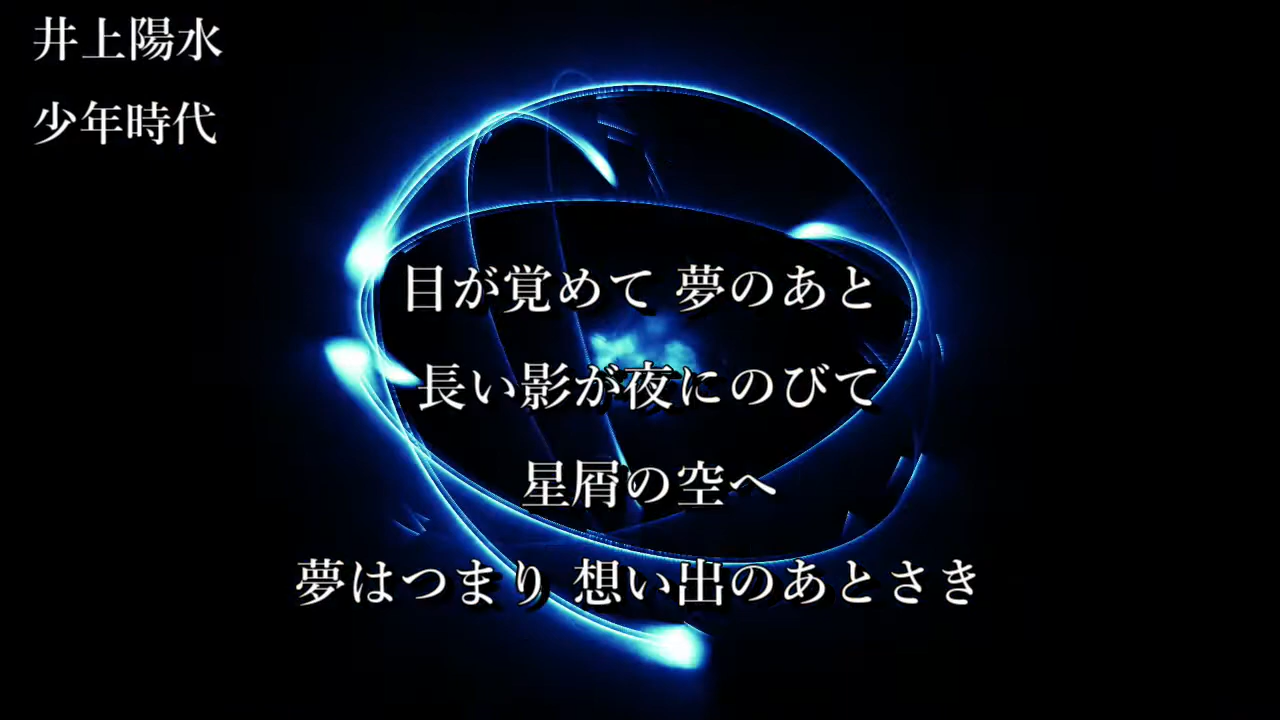 井上陽水
少年時代
目が覚めて 夢のあと
長い影が夜にのびて
星屑の空へ
夢はつまり 想い出のあとさき